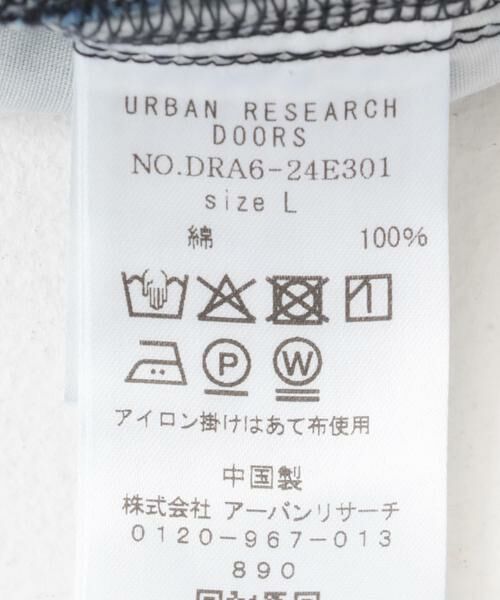 URBAN RESEARCH
DOORS
NO.DRA6-24E301
size L
綿 100%
P W
アイロン掛けはあて布使用
中国製
株式会社 アーバンリサーチ
0120-967-013
890